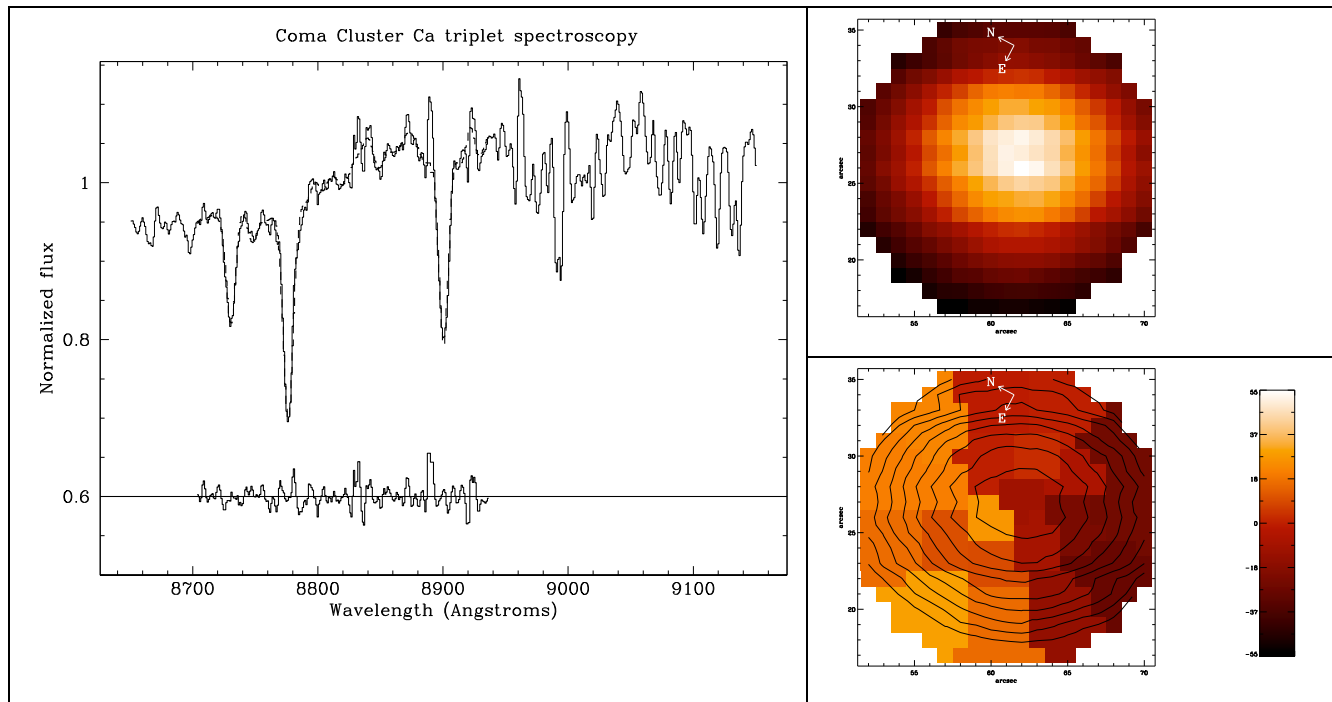 Coma Cluster Ca triplet spectroscopy
Normalized flux
1
0.8
0.6
8700 8800 8900 9000 9100
Wavelength (Angstroms)
N
E
35
30
25
20
arcsec
55 60 65 70
arcsec
N
E
35
30
25
20
arcsec
55 60 65 70
arcsec
55
37
18
0
-18
-37
-55